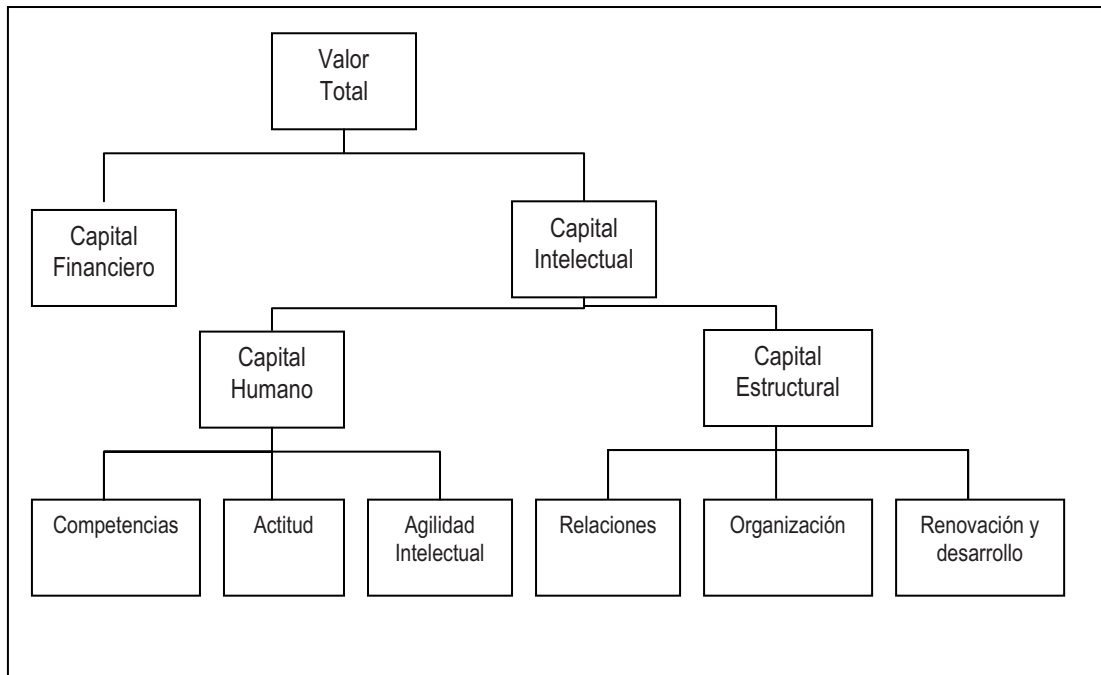 Valor
Total
Capital
Financiero
Capital
Intelectual
Capital
Humano
Capital
Estructural
Competencias
Actitud
Agilidad
Intelectual
Relaciones
Organización
Renovación y
desarrollo